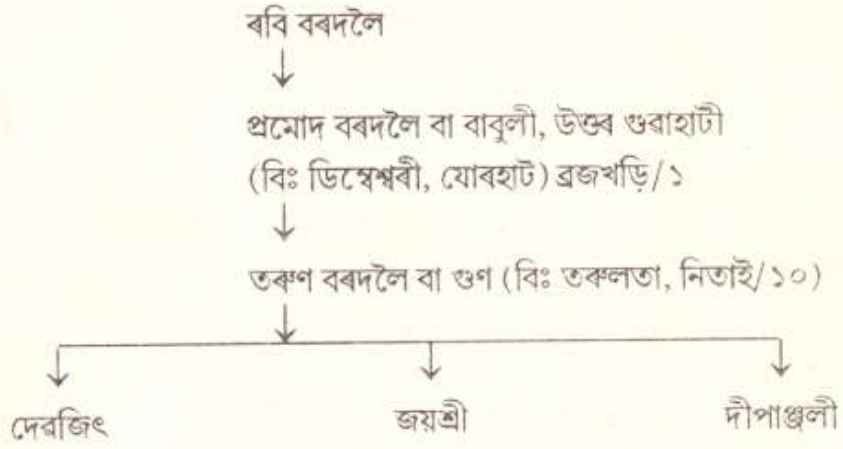 ৰবি বৰদলৈ
প্ৰমোদ বৰদলৈ বা বাবুলী, উত্তৰ গুৱাহাটী
(বিঃ ডিম্বেশ্বৰী, যোৰহাট) ব্ৰজখড়ি/১
তৰুণ বৰদলৈ বা গুণ (বিঃ তৰুলতা, নিতাই/১০)
দেৱজিৎ জয়শ্ৰী দীপাঞ্জলী